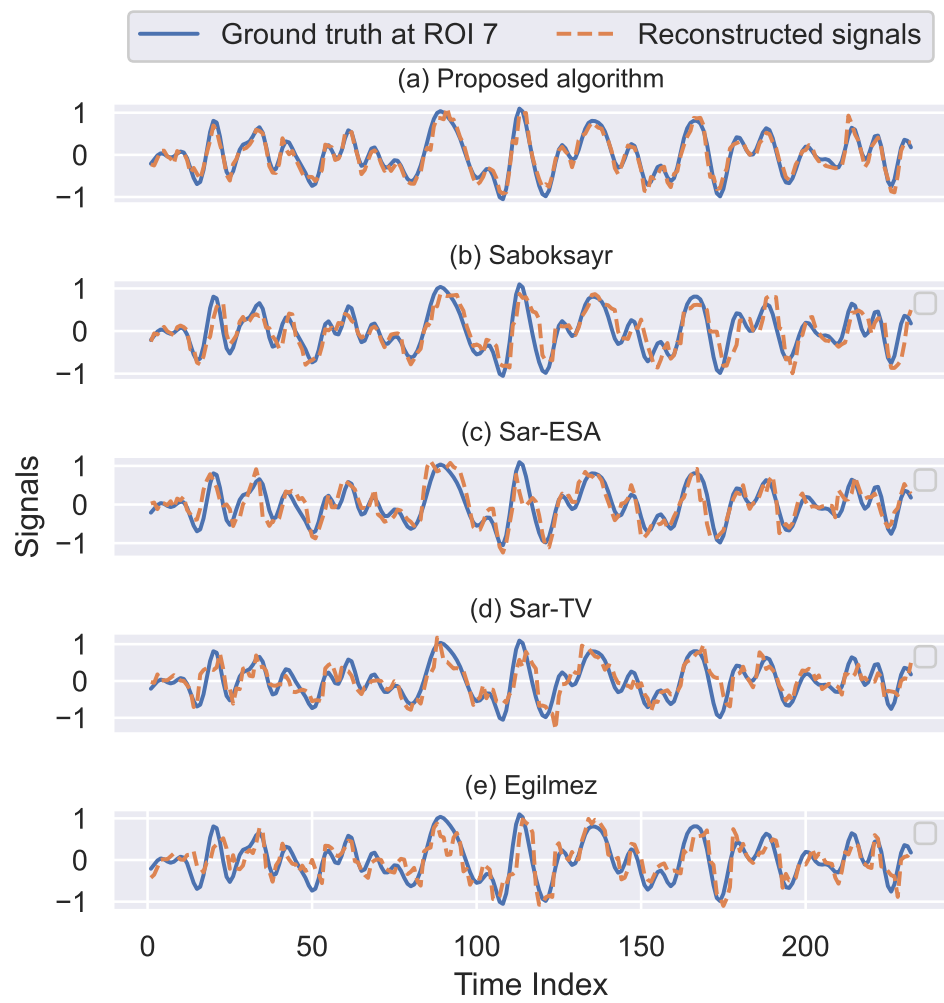 Ground truth at ROI 7
Reconstructed signals
(a) Proposed algorithm
1
0
−1
(b) Saboksayr
1
0
−1
(c) Sar-ESA
1
0
−1
Signals
(d) Sar-TV
1
0
−1
(e) Egilmez
1
0
−1
0 50 100 150 200
Time Index